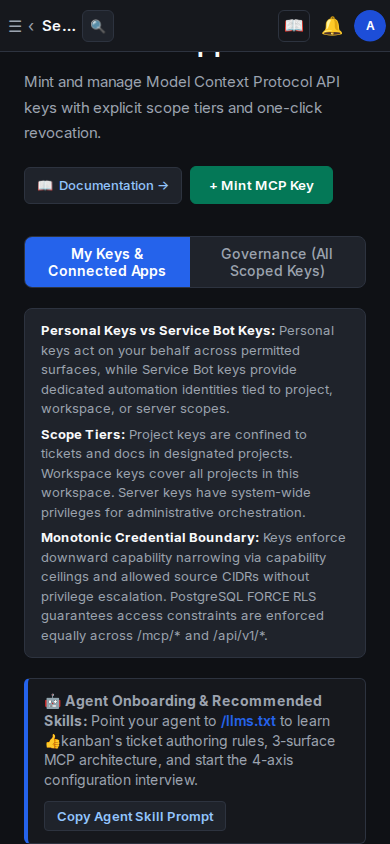 ☰ ‹ Se... 🔍 📖 🔔 A
Mint and manage Model Context Protocol API
keys with explicit scope tiers and one-click
revocation.
📖 Documentation →
+ Mint MCP Key
My Keys &
Connected Apps
Governance (All
Scoped Keys)
Personal Keys vs Service Bot Keys: Personal
keys act on your behalf across permitted
surfaces, while Service Bot keys provide
dedicated automation identities tied to project,
workspace, or server scopes.
Scope Tiers: Project keys are confined to
tickets and docs in designated projects.
Workspace keys cover all projects in this
workspace. Server keys have system-wide
privileges for administrative orchestration.
Monotonic Credential Boundary: Keys enforce
downward capability narrowing via capability
ceilings and allowed source CIDRs without
privilege escalation. PostgreSQL FORCE RLS
guarantees access constraints are enforced
equally across /mcp/* and /api/v1/*.
🤖 Agent Onboarding & Recommended
Skills: Point your agent to /llms.txt to learn
👍kanban's ticket authoring rules, 3-surface
MCP architecture, and start the 4-axis
configuration interview.
Copy Agent Skill Prompt